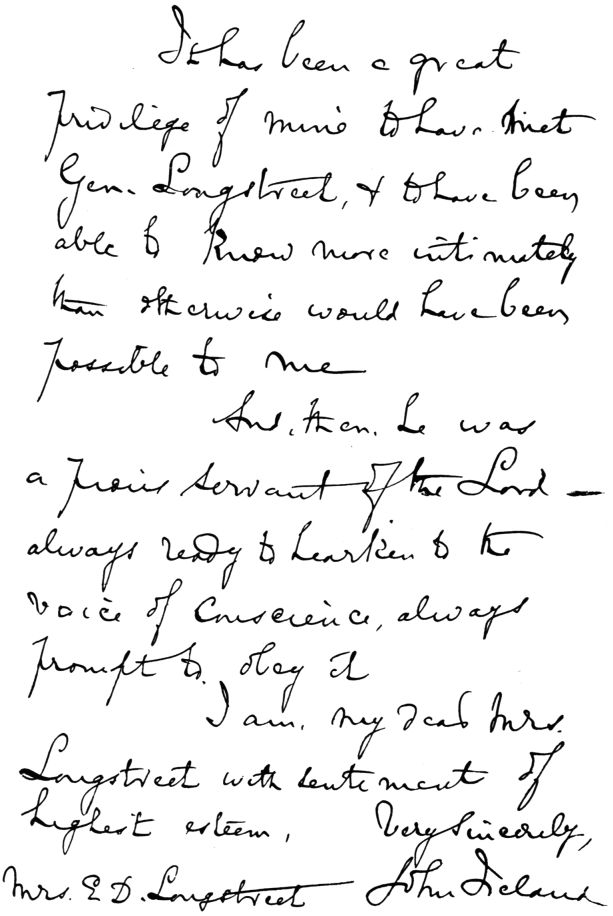 It has been a great
privilege of mine to have met
Gen. Longstreet, & to have been
able to know more intimately
than otherwise would have been
possible to me
And, then, he was
a pious servant of the Lord —
always ready to hearken to the
voice of conscience, always
prompt to obey it
I am, my dear Mrs.
Longstreet with sentiment of
highest esteem,
Very Sincerely,
Mrs. E D. Longstreet
John Ireland